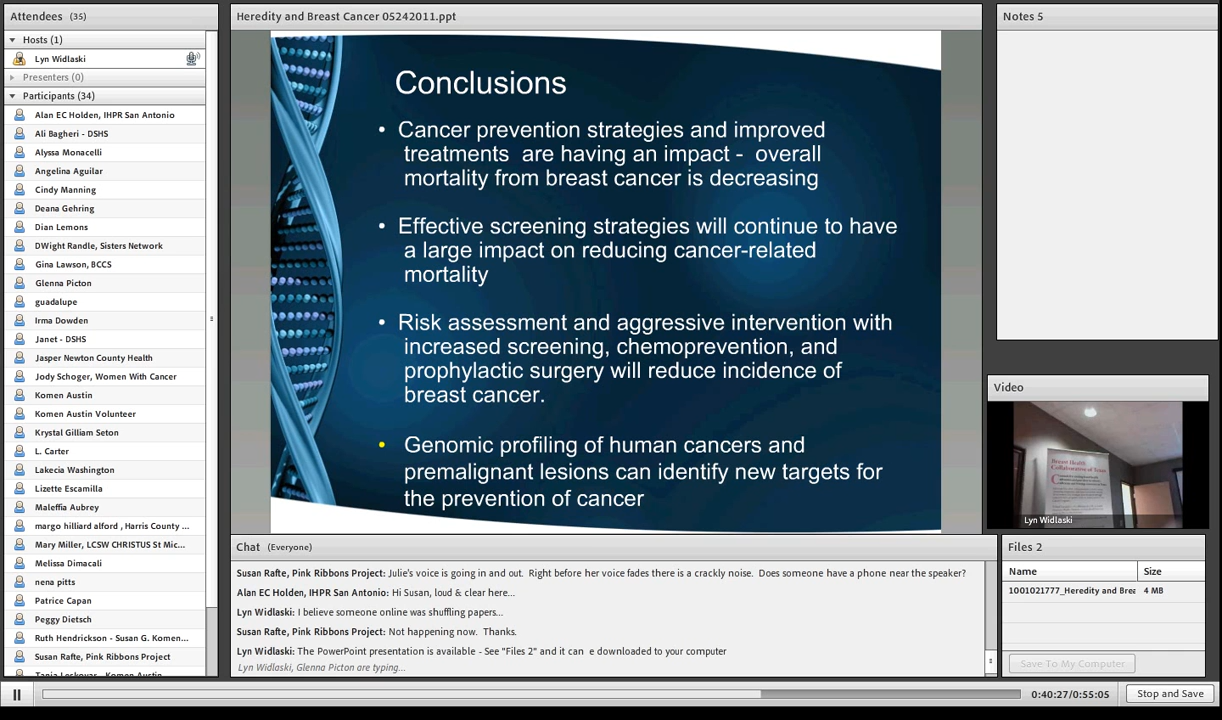 Attendees (35)
Hosts (1)
Lyn Widlaski
Presenters (0)
Participants (34)
Alan EC Holden, IHPR San Antonio
Ali Bagheri - DSHS
Alyssa Monacelli
Angelina Aguilar
Cindy Manning
Deana Gehring
Dian Lemons
DWight Randle, Sisters Network
Gina Lawson, BCCS
Glenna Picton
guadalupe
Irma Dowden
Janet - DSHS
Jasper Newton County Health
Jody Schoger, Women With Cancer
Komen Austin
Komen Austin Volunteer
Krystal Gilliam Seton
L. Carter
Lakecia Washington
Lizette Escamilla
Maleffia Aubrey
margo hilliard alford , Harris County ...
Mary Miller, LCSW CHRISTUS St Mic...
Melissa Dimacali
nena pitts
Patrice Capan
Peggy Dietsch
Ruth Hendrickson - Susan G. Komen...
Susan Rafte, Pink Ribbons Project
Heredity and Breast Cancer 05242011.ppt
Conclusions
• Cancer prevention strategies and improved
treatments are having an impact - overall
mortality from breast cancer is decreasing
• Effective screening strategies will continue to have
a large impact on reducing cancer-related
mortality
• Risk assessment and aggressive intervention with
increased screening, chemoprevention, and
prophylactic surgery will reduce incidence of
breast cancer.
• Genomic profiling of human cancers and
premalignant lesions can identify new targets for
the prevention of cancer
Chat (Everyone)
Susan Rafte, Pink Ribbons Project: Julie's voice is going in and out. Right before her voice fades there is a crackly noise. Does someone have a phone near the speaker?
Alan EC Holden, IHPR San Antonio: Hi Susan, loud & clear here...
Lyn Widlaski: I believe someone online was shuffling papers...
Susan Rafte, Pink Ribbons Project: Not happening now. Thanks.
Lyn Widlaski: The PowerPoint presentation is available - See "Files 2" and it can e downloaded to your computer
Lyn Widlaski, Glenna Picton are typing...
Notes 5
Video
Breast Health
Collaborative of Texas
Lyn Widlaski
Files 2
Name Size
1001021777_Heredity and Brea 4 MB
Save To My Computer
0:40:27/0:55:05
Stop and Save